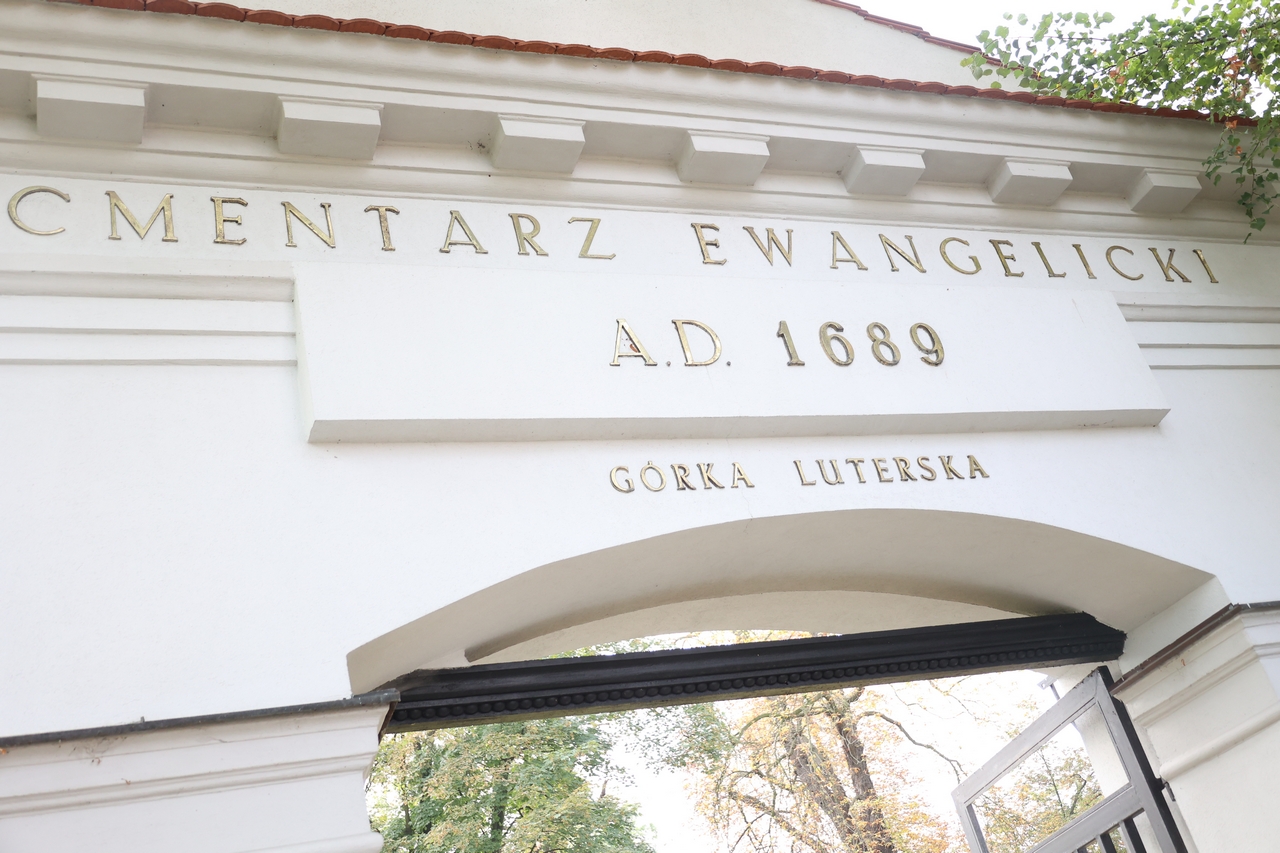 CMENTARZ EWANGELICKI
A.D. 1689
GÓRKA LUTERSKA